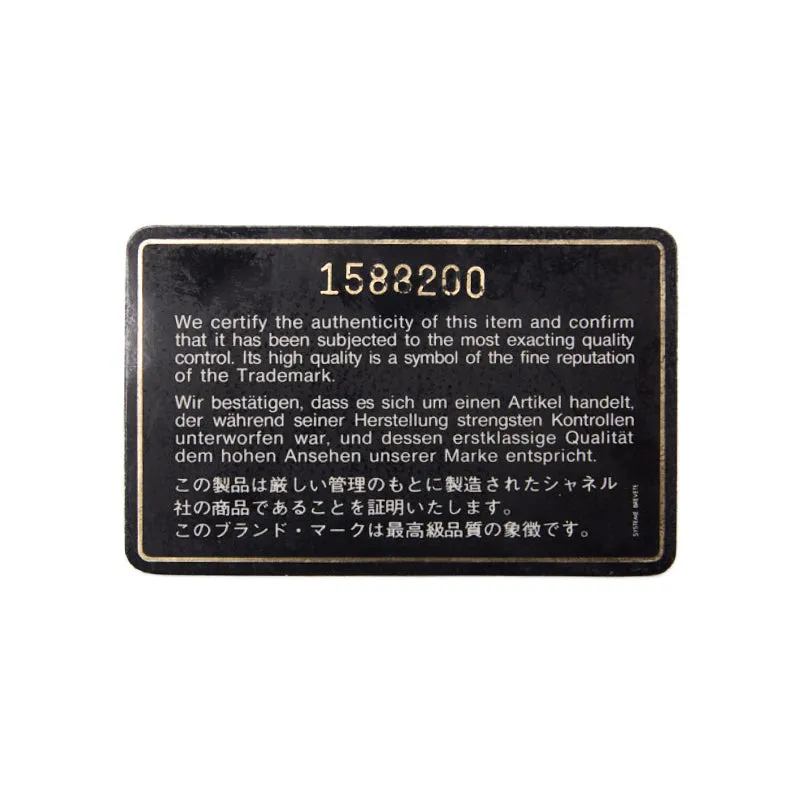 1588200
We certify the authenticity of this item and confirm
that it has been subjected to the most exacting quality
control. Its high quality is a symbol of the fine reputation
of the Trademark.
Wir bestätigen, dass es sich um einen Artikel handelt,
der während seiner Herstellung strengsten Kontrollen
unterworfen war, und dessen erstklassige Qualität
dem hohen Ansehen unserer Marke entspricht.
この製品は厳しい管理のもとに製造されたシャネル
社の商品であることを証明いたします。
このブランド・マークは最高級品質の象徴です。
SYSTEME BREVETE